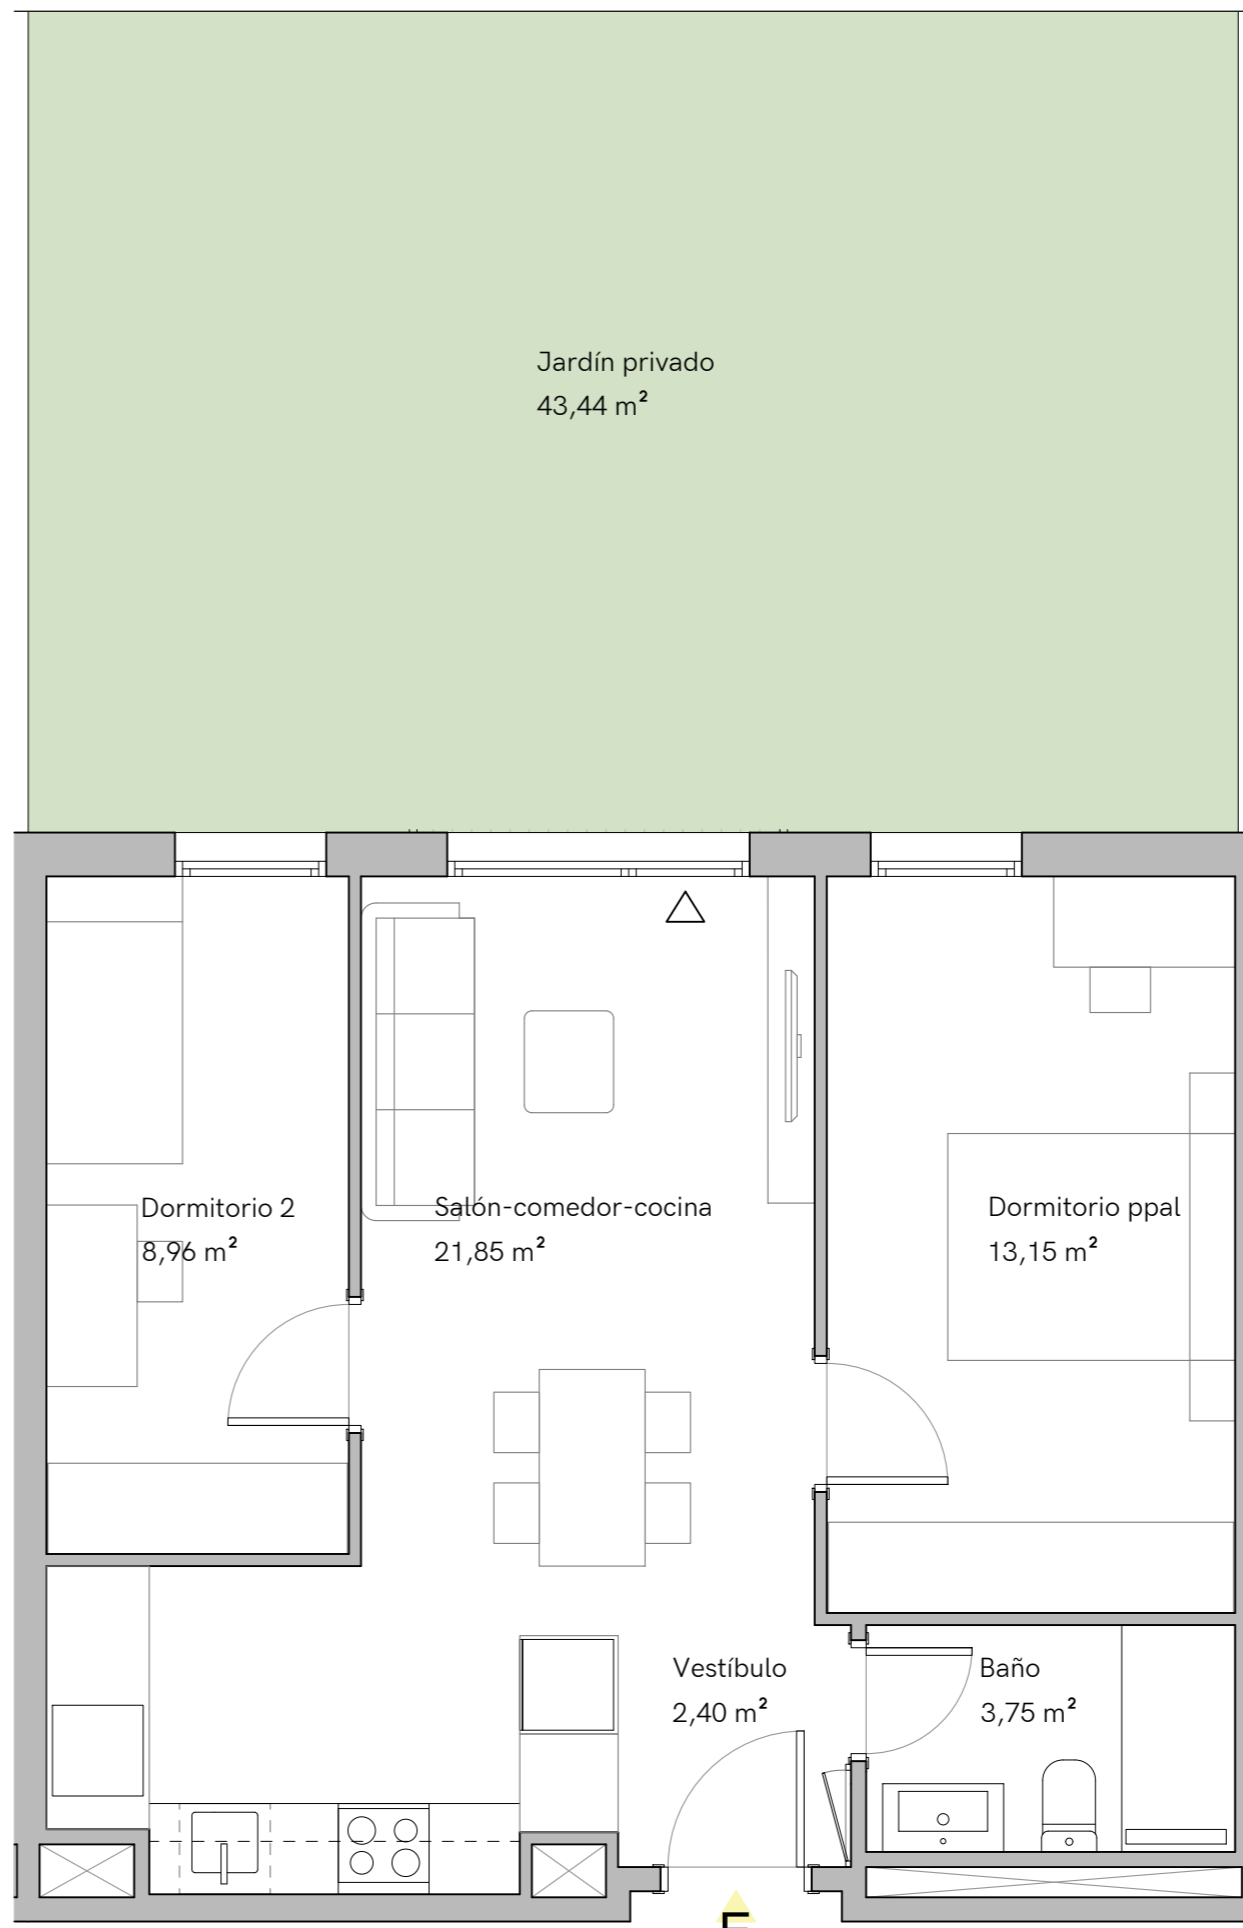 Jardín privado
43,44 m²
Dormitorio 2
8,96 m²
Salón-comedor-cocina
21,85 m²
Dormitorio ppal
13,15 m²
Vestíbulo
2,40 m²
Baño
3,75 m²